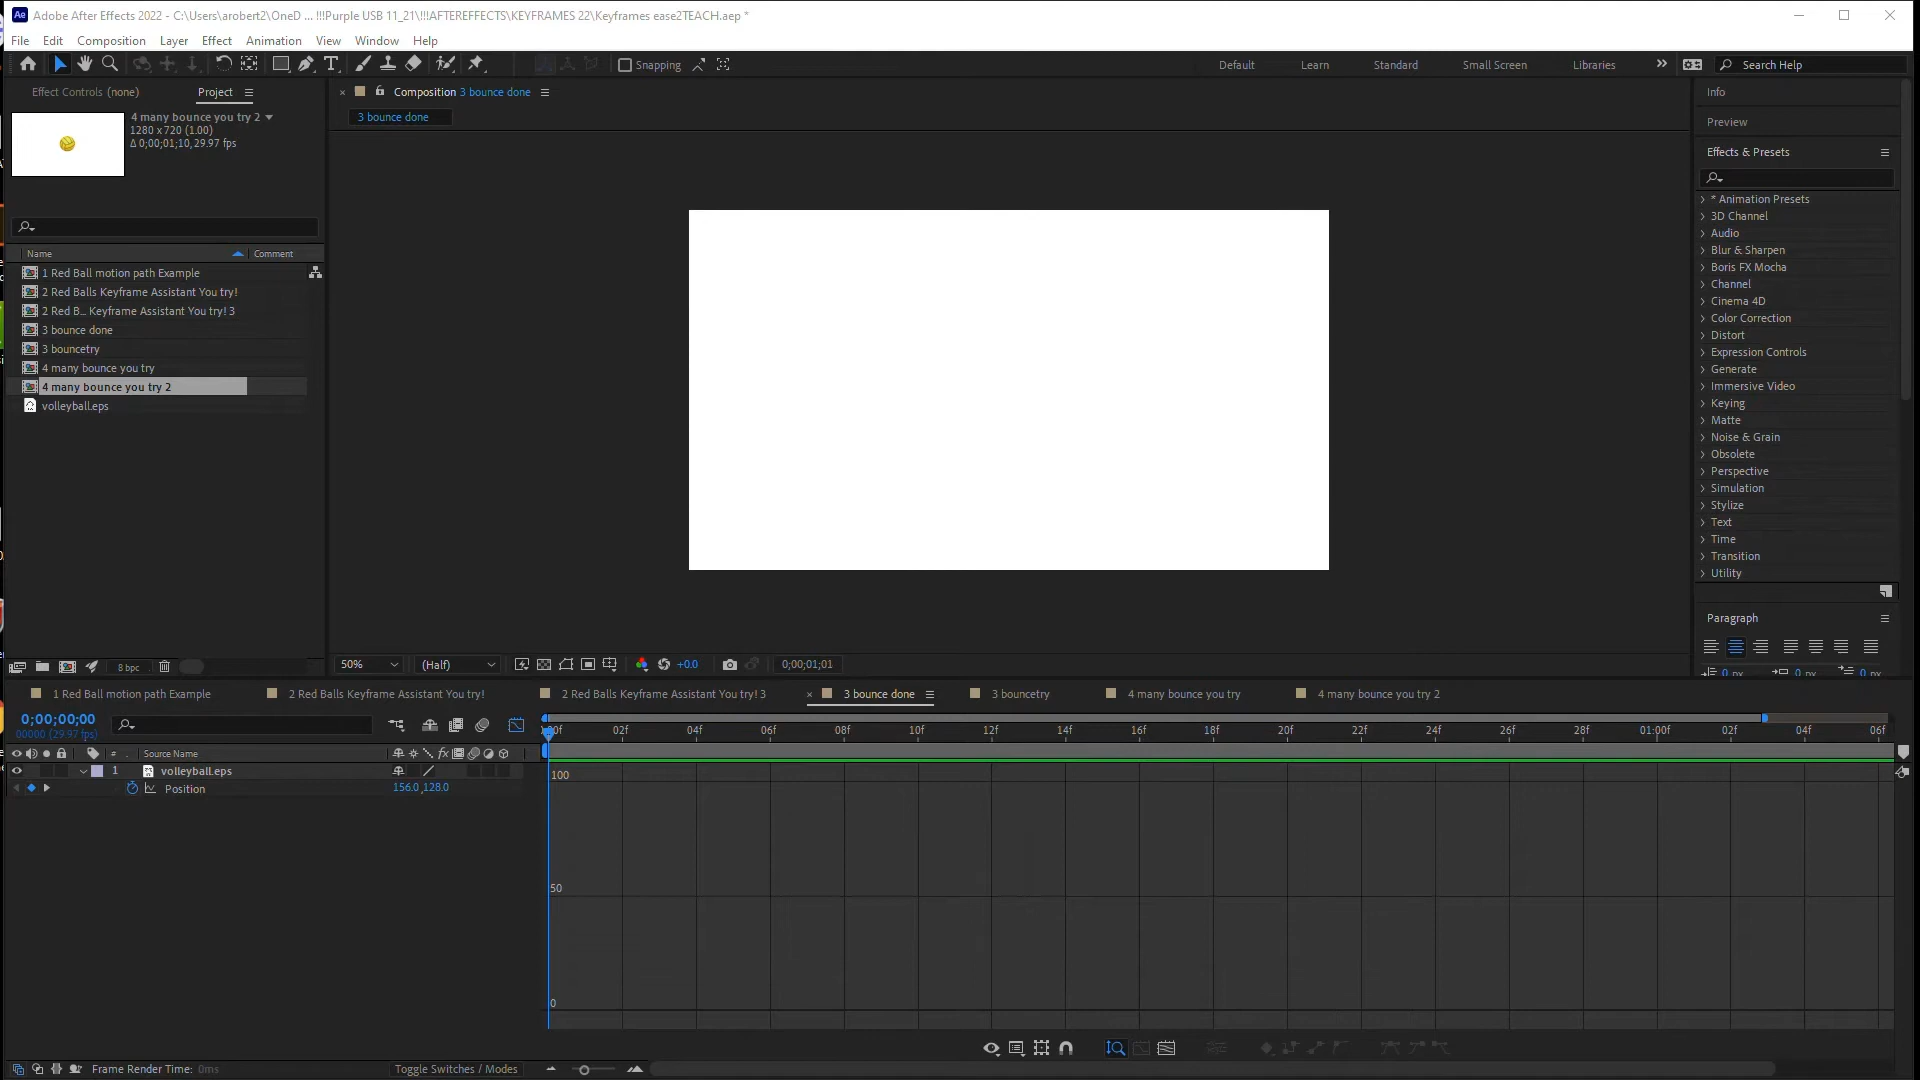 Adobe After Effects 2022 - C:\Users\arobert2\OneD ... !!!Purple USB 11_21\!!!AFTEREFFECTS\KEYFRAMES 22\Keyframes ease2TEACH.aep *
File Edit Composition Layer Effect Animation View Window Help
Snapping
Default Learn Standard Small Screen Libraries Search Help
Effect Controls (none) Project
4 many bounce you try 2
1280 x 720 (1.00)
Δ 0;00;01;10, 29.97 fps
Name Comment
1 Red Ball motion path Example
2 Red Balls Keyframe Assistant You try!
2 Red B... Keyframe Assistant You try! 3
3 bounce done
3 bouncetry
4 many bounce you try
4 many bounce you try 2
volleyball.eps
8 bpc
Composition 3 bounce done
3 bounce done
50% (Half) +0.0 0;00;01;01
Info
Preview
Effects & Presets
* Animation Presets
3D Channel
Audio
Blur & Sharpen
Boris FX Mocha
Channel
Cinema 4D
Color Correction
Distort
Expression Controls
Generate
Immersive Video
Keying
Matte
Noise & Grain
Obsolete
Perspective
Simulation
Stylize
Text
Time
Transition
Utility
Paragraph
0 px 0 px 0 px
1 Red Ball motion path Example 2 Red Balls Keyframe Assistant You try! 2 Red Balls Keyframe Assistant You try! 3 3 bounce done 3 bouncetry 4 many bounce you try 4 many bounce you try 2
0;00;00;00
00000 (29.97 fps)
02f 04f 06f 08f 10f 12f 14f 16f 18f 20f 22f 24f 26f 28f 01:00f 02f 04f 06f
# Source Name
1 volleyball.eps
Position 156.0,128.0
100
50
0
Frame Render Time: 0ms
Toggle Switches / Modes